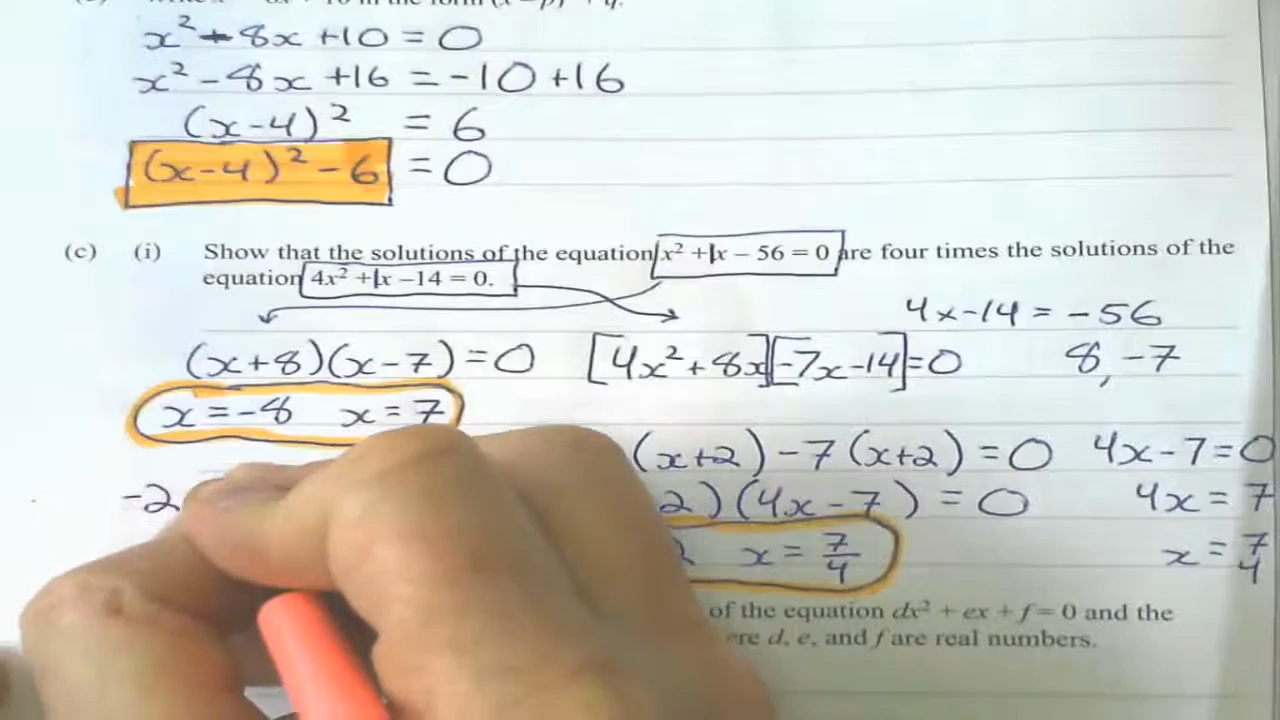 x² - 8x + 10 = 0
x² - 8x + 16 = -10 + 16
(x-4)² = 6
(x-4)² - 6 = 0
(c) (i) Show that the solutions of the equation x² + 1x – 56 = 0 are four times the solutions of the
equation 4x² + 1x – 14 = 0.
4x-14 = -56
(x+8)(x-7) = 0 [4x² + 8x][-7x-14] = 0 8, -7
x = -8 x = 7
(x+2) - 7(x+2) = 0 4x - 7 = 0
-2 2)(4x-7) = 0 4x = 7
x = 7/4 x = 7/4
of the equation dx² + ex + f = 0 and the
d, e, and f are real numbers.